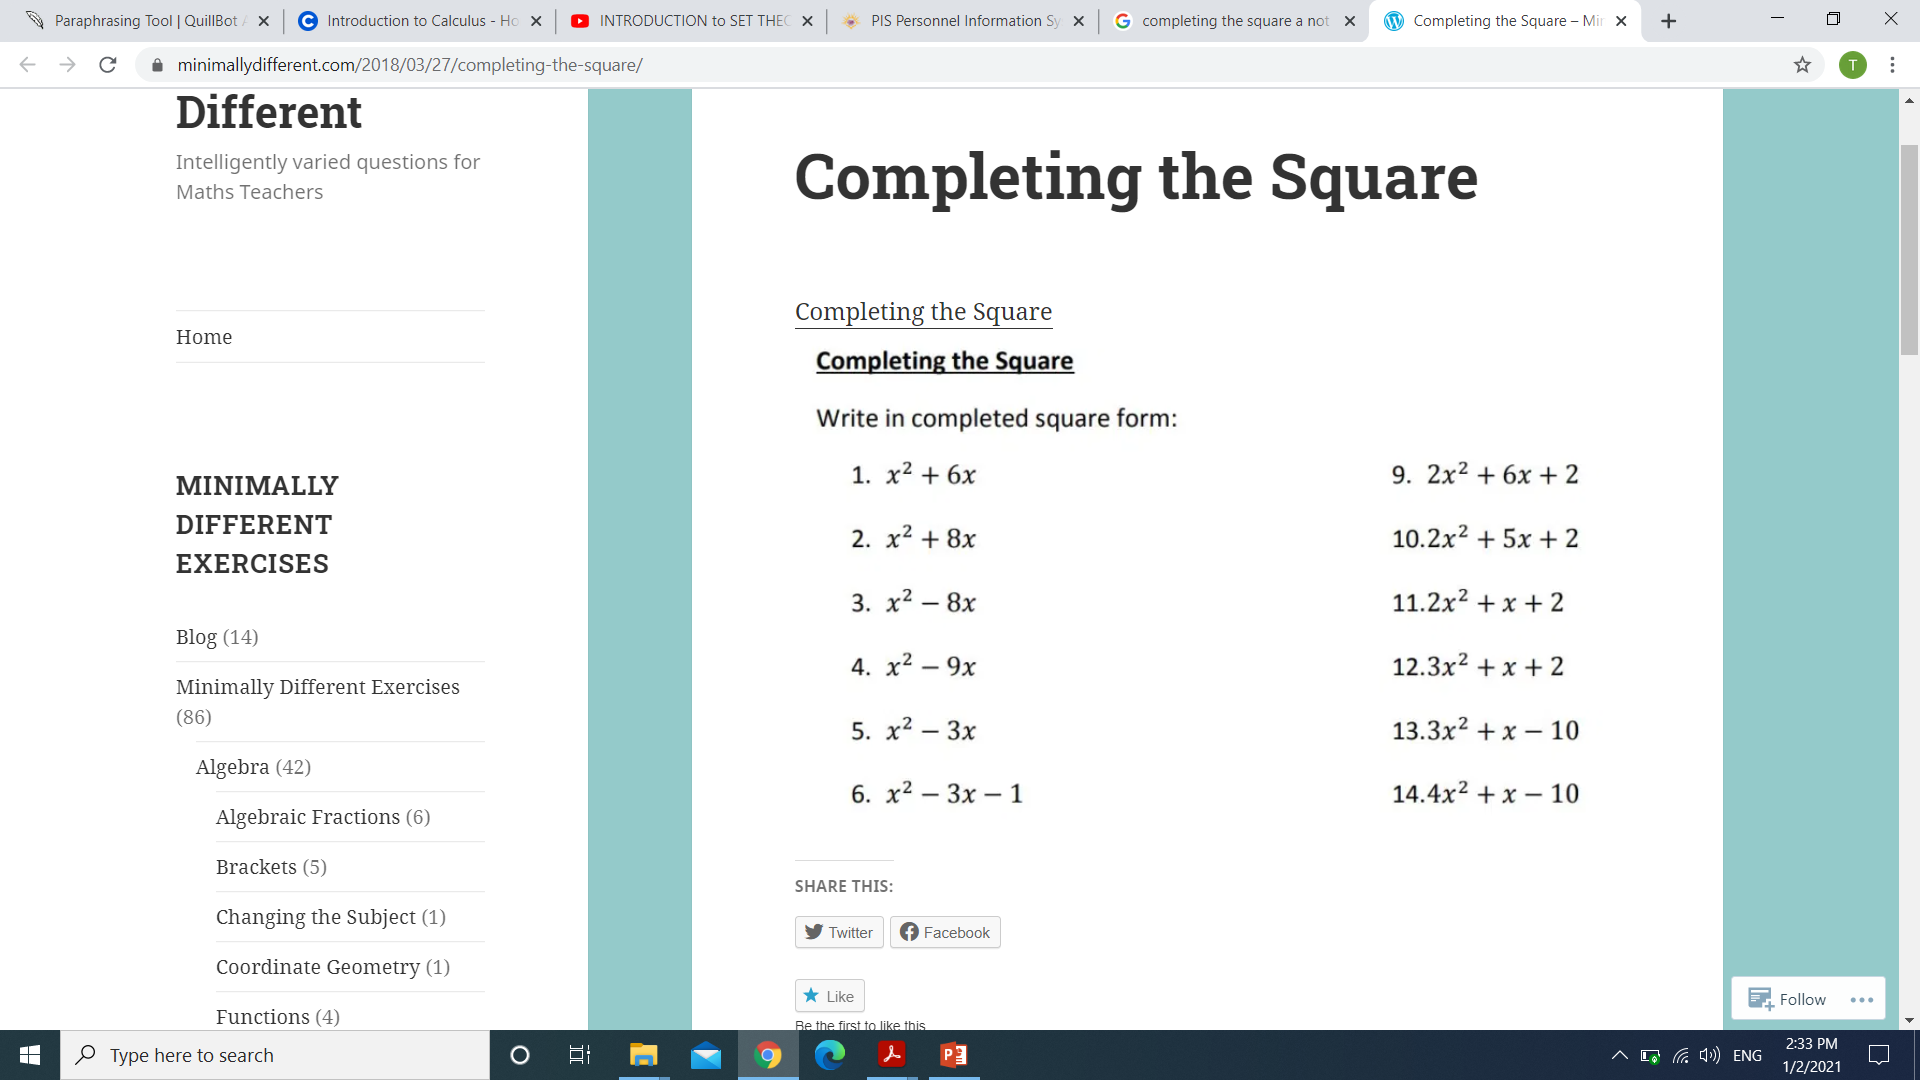 Paraphrasing Tool | QuillBot
Introduction to Calculus - Ho
INTRODUCTION to SET THEC
PIS Personnel Information Sy
completing the square a not
Completing the Square – Min
minimallydifferent.com/2018/03/27/completing-the-square/
T
Different
Intelligently varied questions for
Maths Teachers
Home
MINIMALLY
DIFFERENT
EXERCISES
Blog (14)
Minimally Different Exercises
(86)
Algebra (42)
Algebraic Fractions (6)
Brackets (5)
Changing the Subject (1)
Coordinate Geometry (1)
Functions (4)
Completing the Square
Completing the Square
Completing the Square
Write in completed square form:
1. x² + 6x
2. x² + 8x
3. x² − 8x
4. x² − 9x
5. x² − 3x
6. x² − 3x − 1
9. 2x² + 6x + 2
10.2x² + 5x + 2
11.2x² + x + 2
12.3x² + x + 2
13.3x² + x − 10
14.4x² + x − 10
SHARE THIS:
Twitter
Facebook
Like
Be the first to like this
Follow
Type here to search
ENG
2:33 PM
1/2/2021